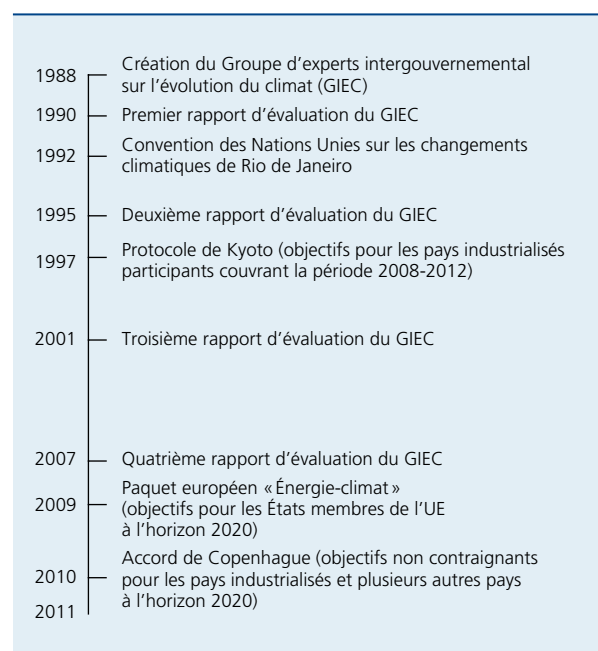 1988
Création du Groupe d'experts intergouvernemental
sur l'évolution du climat (GIEC)
1990 Premier rapport d'évaluation du GIEC
1992
Convention des Nations Unies sur les changements
climatiques de Rio de Janeiro
1995 Deuxième rapport d'évaluation du GIEC
1997
Protocole de Kyoto (objectifs pour les pays industrialisés
participants couvrant la période 2008-2012)
2001 Troisième rapport d'évaluation du GIEC
2007 Quatrième rapport d'évaluation du GIEC
2009
Paquet européen « Énergie-climat »
(objectifs pour les États membres de l'UE
à l'horizon 2020)
2010
Accord de Copenhague (objectifs non contraignants
pour les pays industrialisés et plusieurs autres pays
à l'horizon 2020)
2011